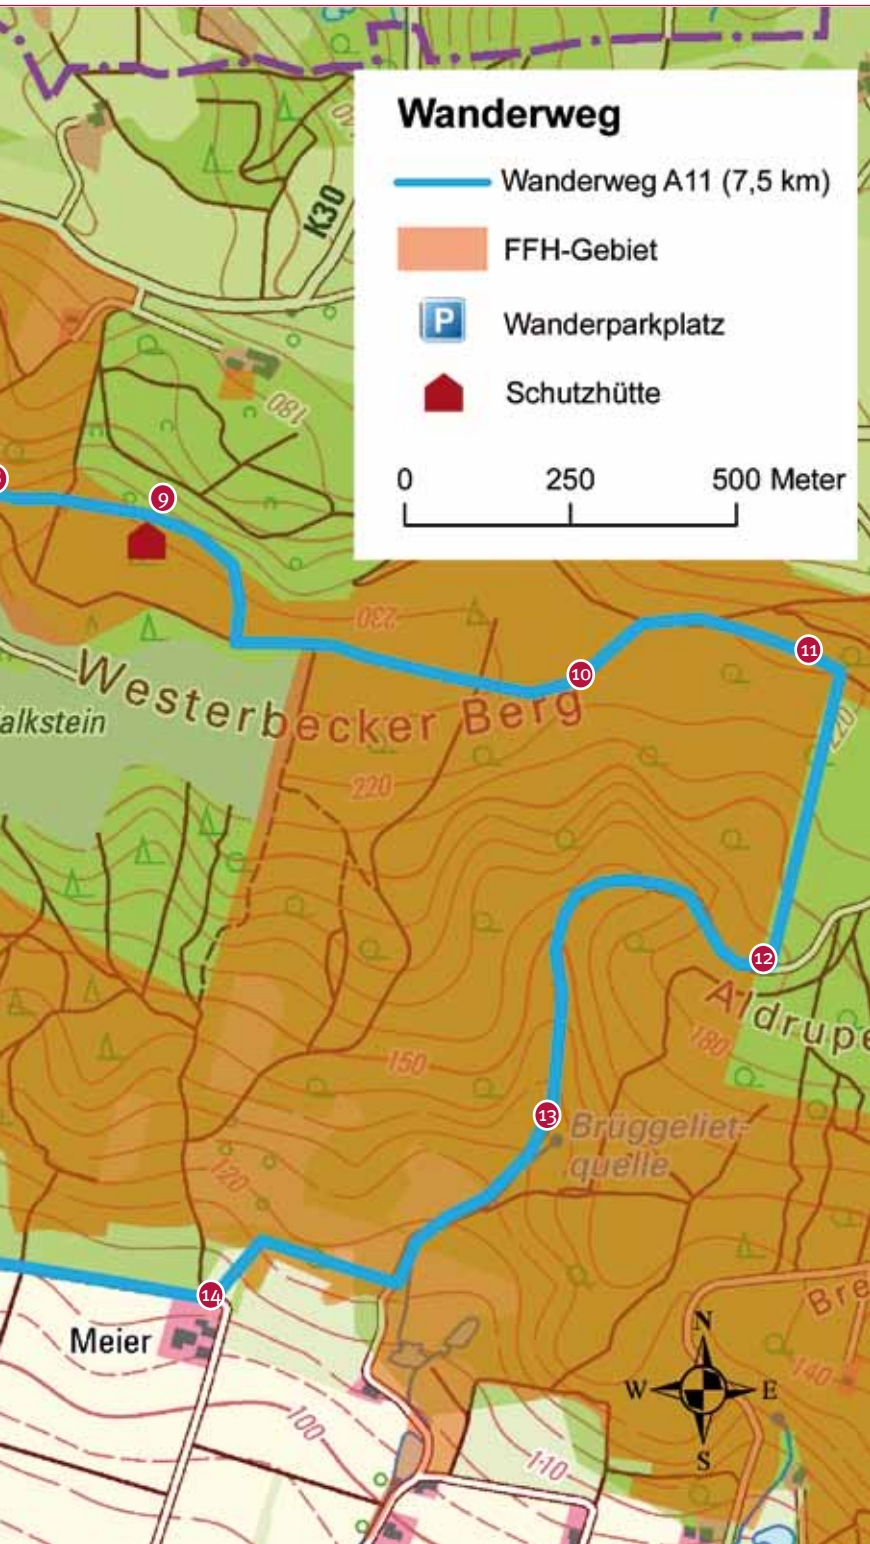 Wanderweg
Wanderweg A11 (7,5 km)
FFH-Gebiet
P Wanderparkplatz
Schutzhütte
0 250 500 Meter
K30
180
9
230
10
11
Westerbecker Berg
alkstein
220
220
12
Aldrupe
180
150
13
Brüggeliet-
quelle
120
14
Meier
Bre
N
W E
S
140
100
110